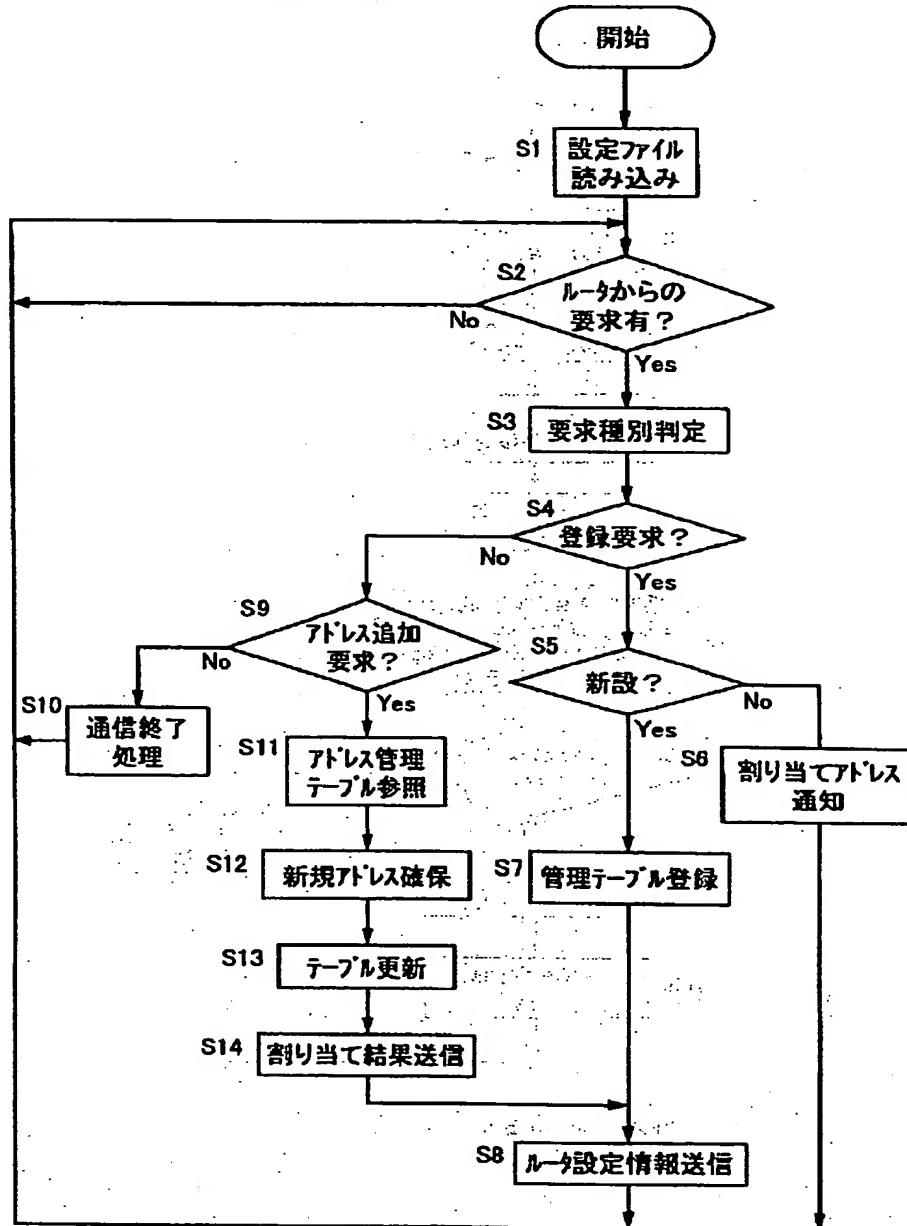 開始
S1
設定ファイル
読み込み
S2
ルータからの
要求有？
No
Yes
S3
要求種別判定
S4
登録要求？
No
Yes
S9
アドレス追加
要求？
No
Yes
S5
新設？
No
Yes
S10
通信終了
処理
S11
アドレス管理
テーブル参照
S6
割り当てアドレス
通知
S12
新規アドレス確保
S7
管理テーブル登録
S13
テーブル更新
S14
割り当て結果送信
S8
ルータ設定情報送信